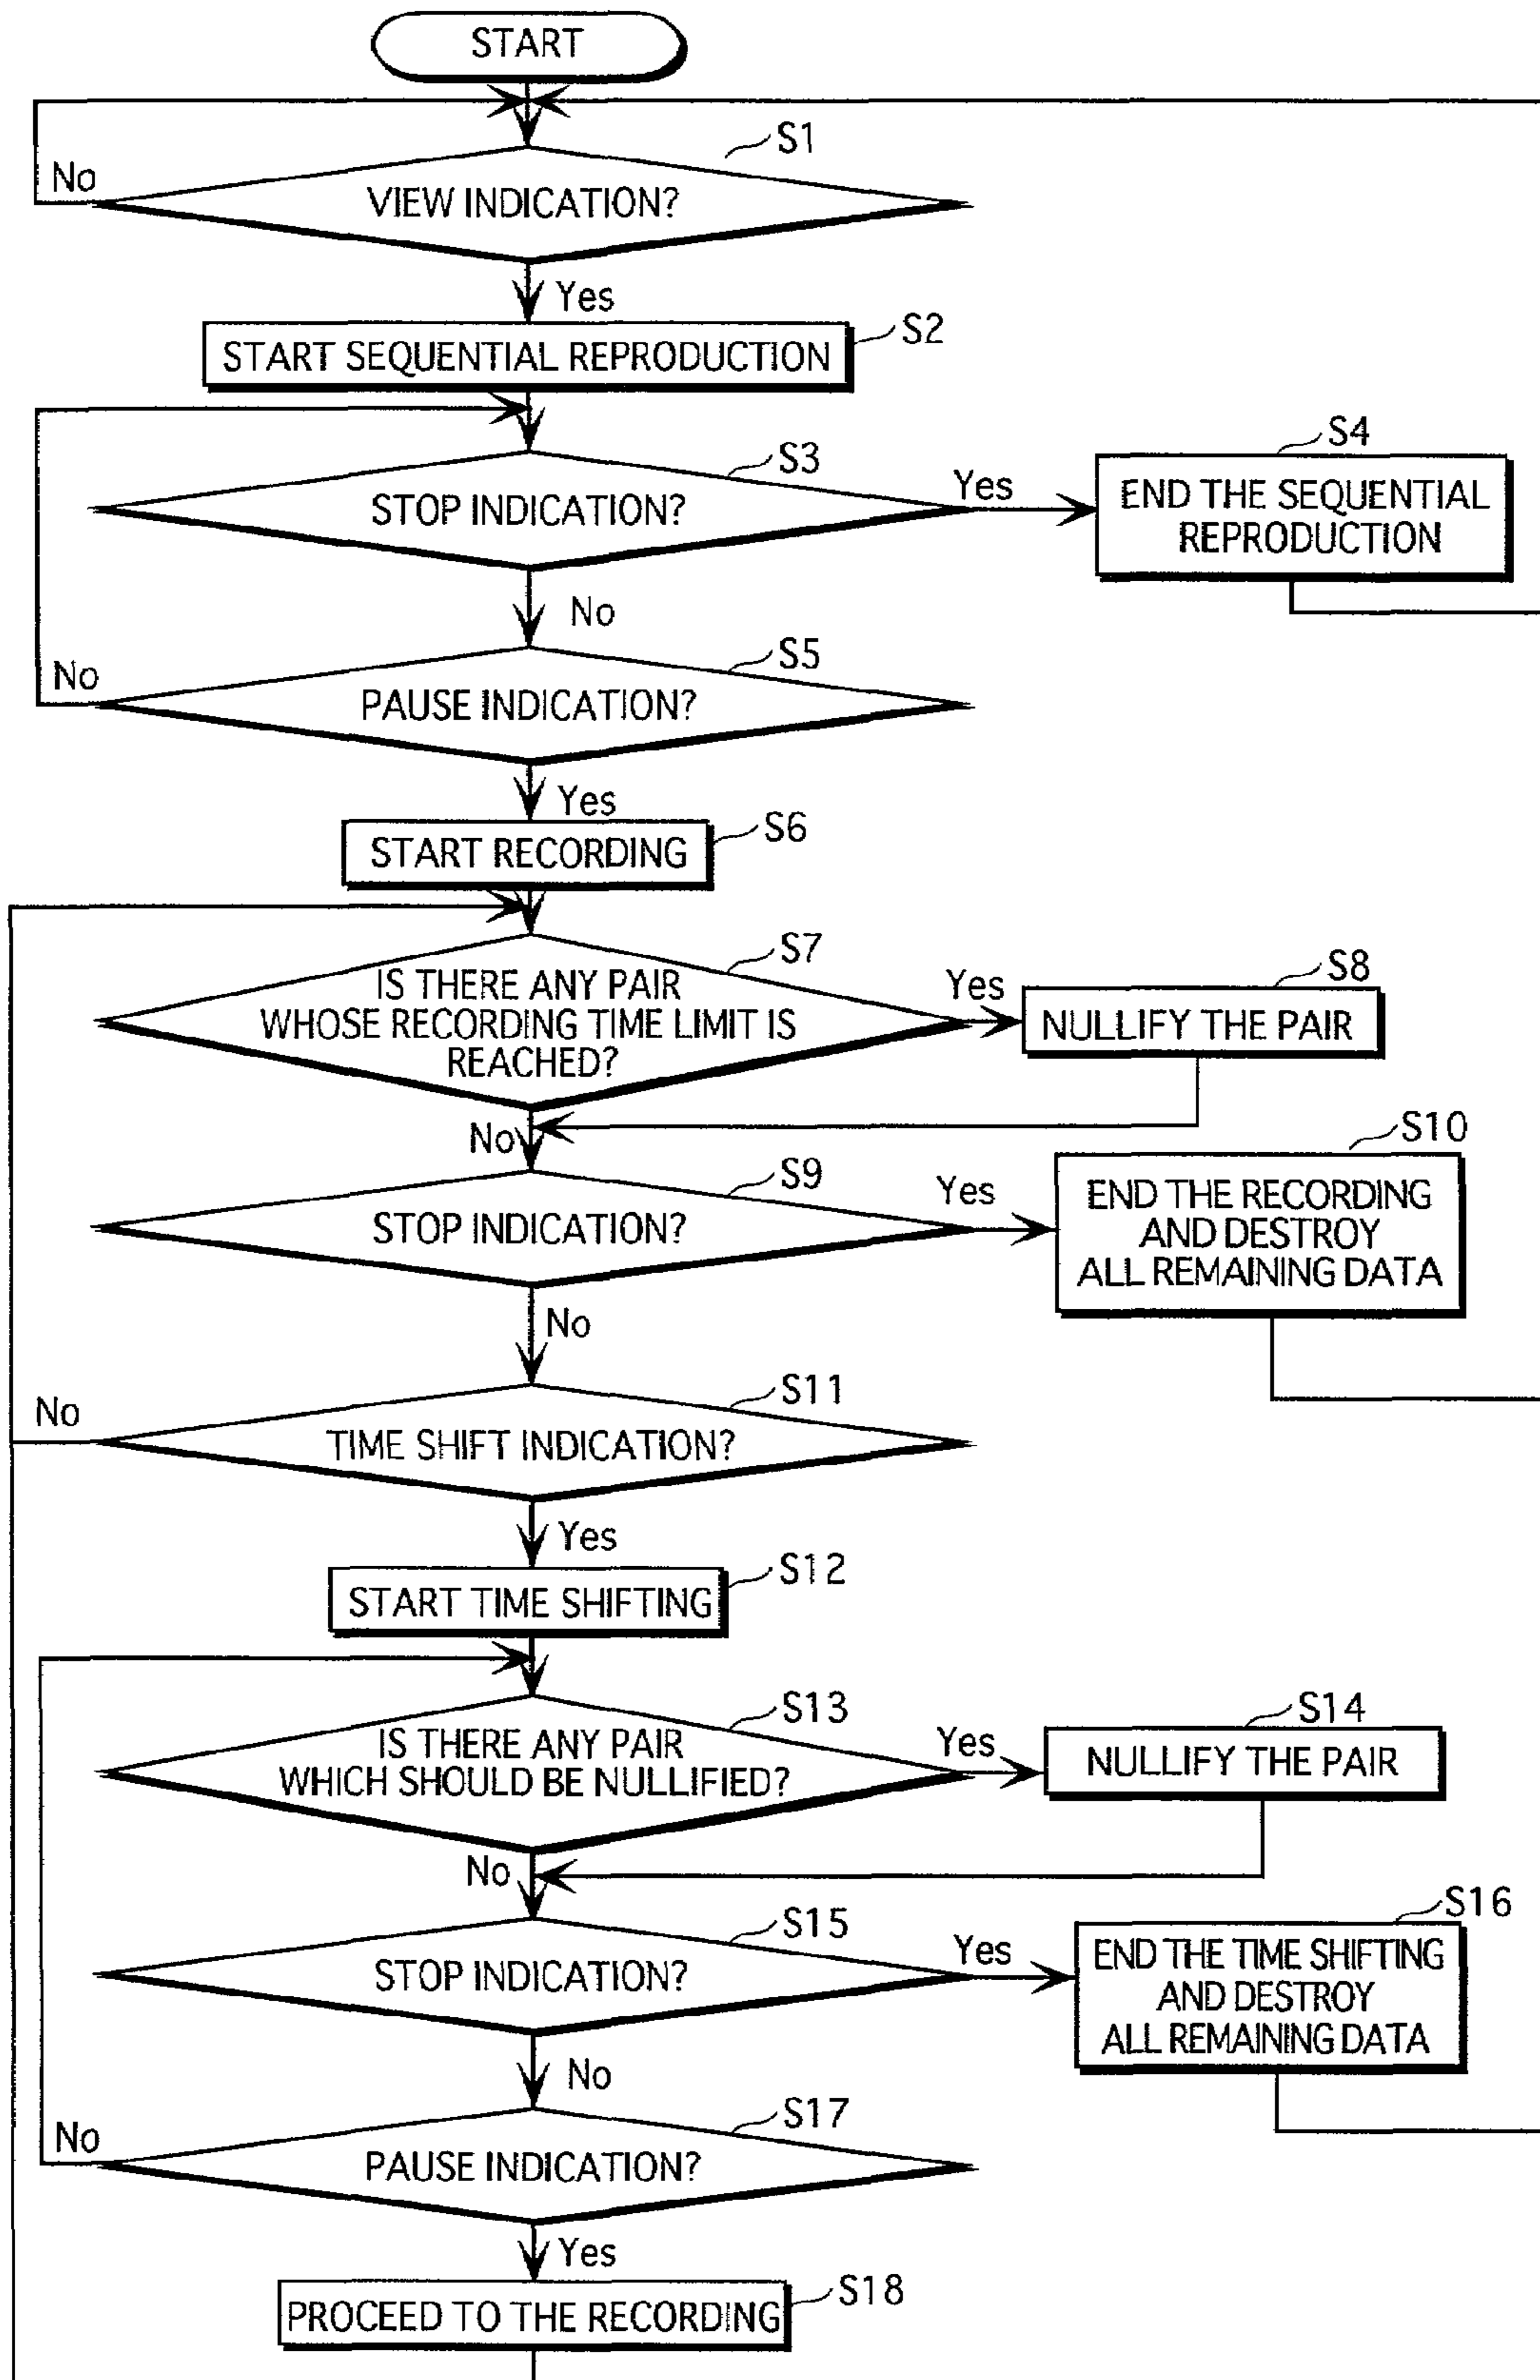 START
S1
No
VIEW INDICATION?
Yes
S2
START SEQUENTIAL REPRODUCTION
S3
STOP INDICATION?
Yes
S4
END THE SEQUENTIAL
REPRODUCTION
No
S5
No
PAUSE INDICATION?
Yes
S6
START RECORDING
S7
IS THERE ANY PAIR
WHOSE RECORDING TIME LIMIT IS
REACHED?
Yes
S8
NULLIFY THE PAIR
No
S9
STOP INDICATION?
Yes
S10
END THE RECORDING
AND DESTROY
ALL REMAINING DATA
No
S11
No
TIME SHIFT INDICATION?
Yes
S12
START TIME SHIFTING
S13
IS THERE ANY PAIR
WHICH SHOULD BE NULLIFIED?
Yes
S14
NULLIFY THE PAIR
No
S15
STOP INDICATION?
Yes
S16
END THE TIME SHIFTING
AND DESTROY
ALL REMAINING DATA
No
S17
No
PAUSE INDICATION?
Yes
S18
PROCEED TO THE RECORDING